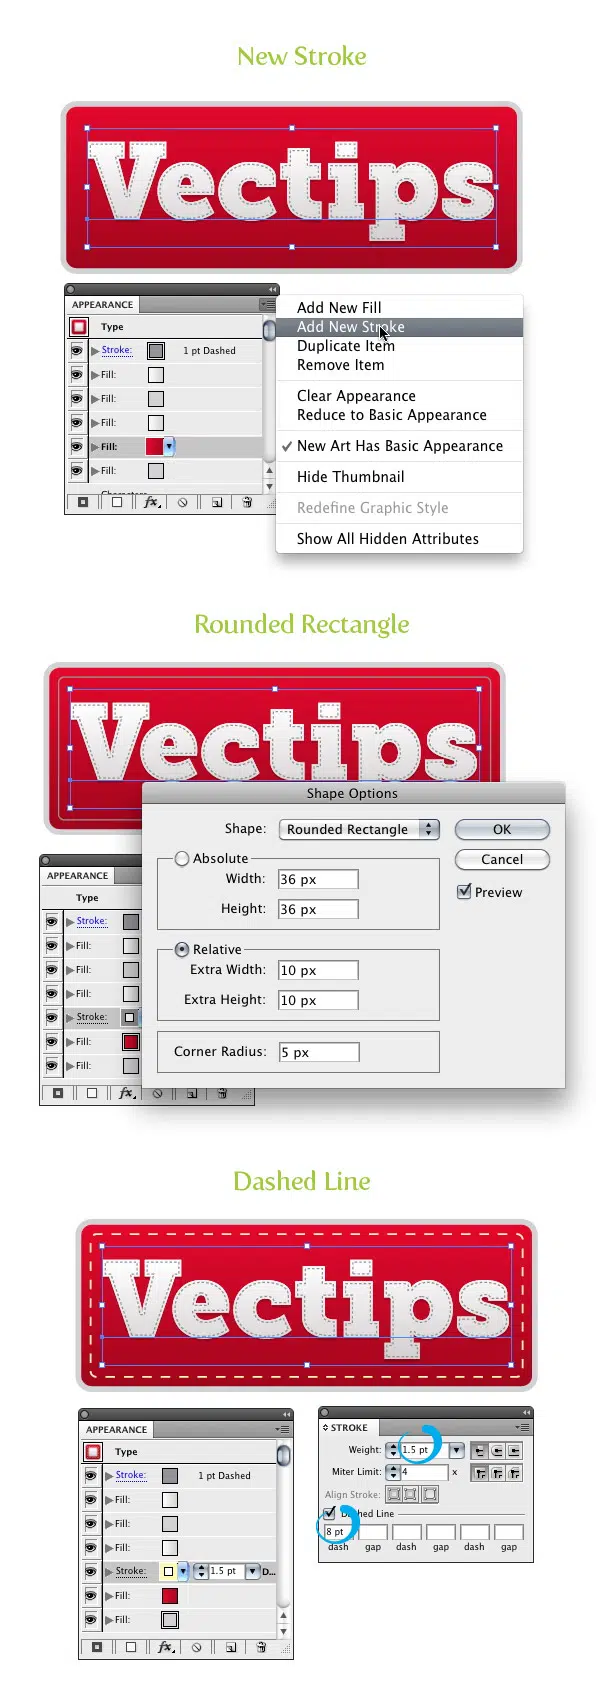 New Stroke
Vectips
APPEARANCE
Type
Stroke: 1 pt Dashed
Fill:
Fill:
Fill:
Fill:
Fill:
Characters
fx
Add New Fill
Add New Stroke
Duplicate Item
Remove Item
Clear Appearance
Reduce to Basic Appearance
✓ New Art Has Basic Appearance
Hide Thumbnail
Redefine Graphic Style
Show All Hidden Attributes
Rounded Rectangle
Vectips
APPEARANCE
Type
Stroke:
Fill:
Fill:
Fill:
Stroke:
Fill:
Fill:
fx
Shape Options
Shape: Rounded Rectangle
OK
Cancel
Preview
Absolute
Width: 36 px
Height: 36 px
Relative
Extra Width: 10 px
Extra Height: 10 px
Corner Radius: 5 px
Dashed Line
Vectips
APPEARANCE
Type
Stroke: 1 pt Dashed
Fill:
Fill:
Fill:
Stroke: 1.5 pt D...
Fill:
Fill:
fx
STROKE
Weight: 1.5 pt
Miter Limit: 4 x
Align Stroke:
Dashed Line
8 pt
dash gap dash gap dash gap